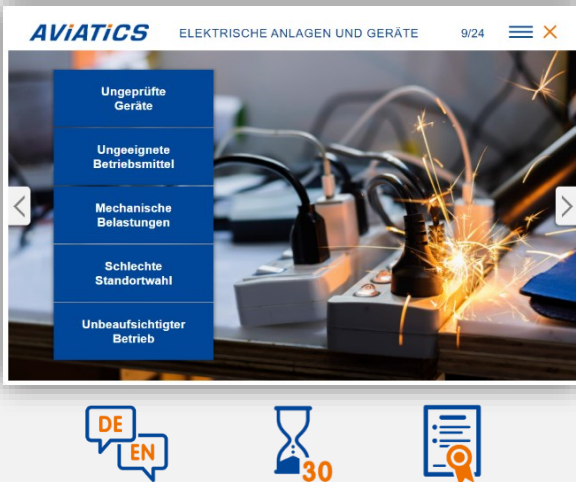 AViATiCS
ELEKTRISCHE ANLAGEN UND GERÄTE
9/24
Ungeprüfte
Geräte
Ungeeignete
Betriebsmittel
Mechanische
Belastungen
Schlechte
Standortwahl
Unbeaufsichtigter
Betrieb
DE
EN
30